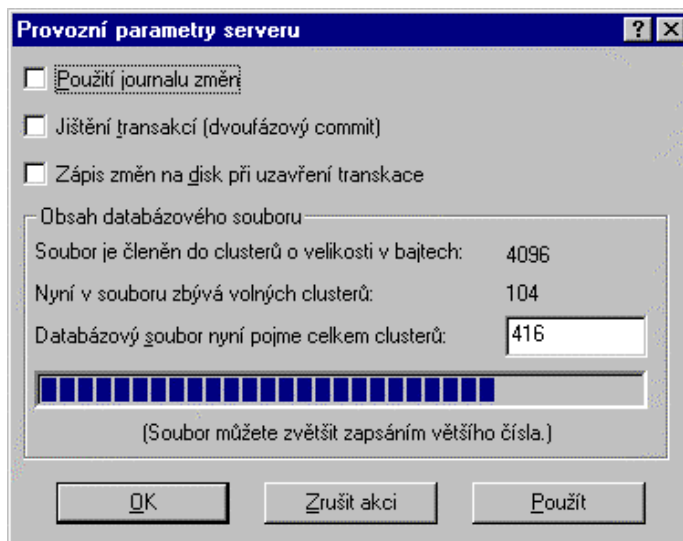 Provozní parametry serveru
Použití journalu změn
Jištění transakcí (dvoufázový commit)
Zápis změn na disk při uzavření transkace
Obsah databázového souboru
Soubor je členěn do clusterů o velikosti v bajtech: 4096
Nyní v souboru zbývá volných clusterů: 104
Databázový soubor nyní pojme celkem clusterů: 416
(Soubor můžete zvětšit zapsáním většího čísla.)
OK Zrušit akci Použít